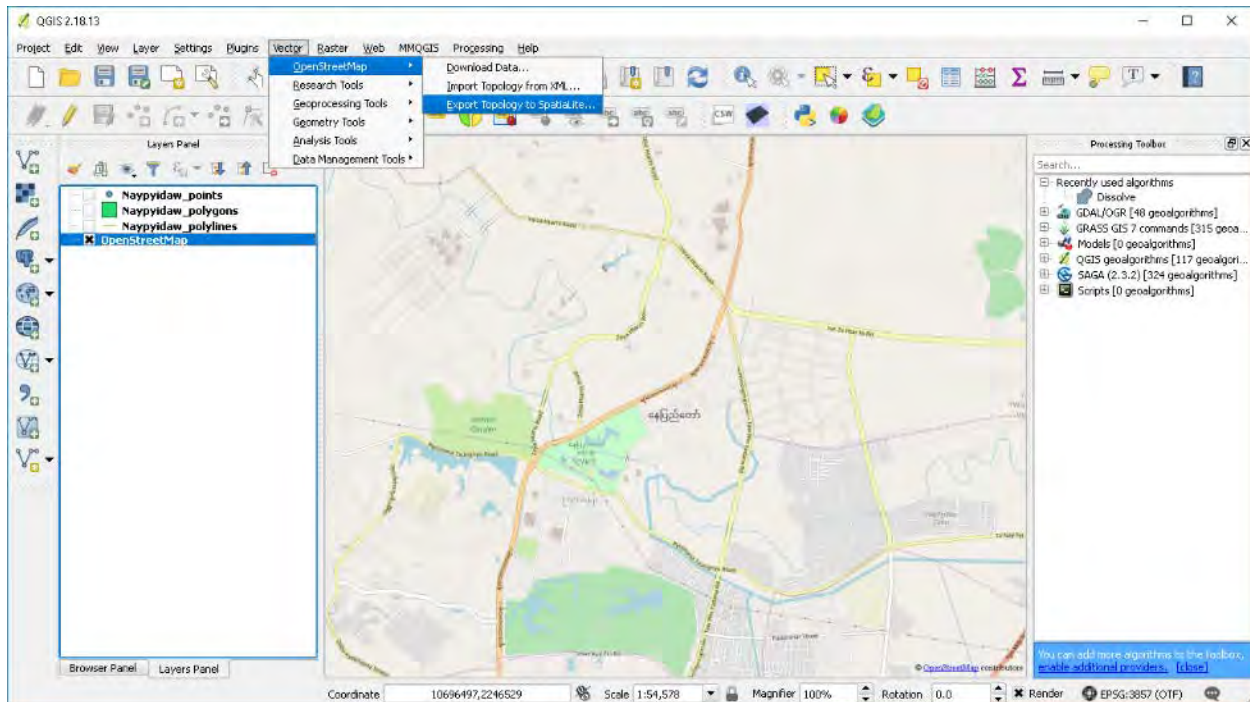 QGIS 2.18.13
Project Edit View Layer Settings Plugins Vector Raster Web MMQGIS Processing Help
OpenStreetMap
Research Tools
Geoprocessing Tools
Geometry Tools
Analysis Tools
Data Management Tools
Download Data...
Import Topology from XML...
Export Topology to SpatiaLite...
CSW
Layers Panel
Naypyidaw_points
Naypyidaw_polygons
Naypyidaw_polylines
OpenStreetMap
နေပြည်တော်
© OpenStreetMap contributors
Processing Toolbox
Search...
Recently used algorithms
Dissolve
GDAL/OGR [48 geoalgorithms]
GRASS GIS 7 commands [315 geoa...
Models [0 geoalgorithms]
QGIS geoalgorithms [117 geoalgori...
SAGA (2.3.2) [324 geoalgorithms]
Scripts [0 geoalgorithms]
You can add more algorithms to the toolbox,
enable additional providers. [close]
Browser Panel Layers Panel
Coordinate 10696497,2246529 Scale 1:54,578 Magnifier 100% Rotation 0.0 Render EPSG:3857 (OTF)